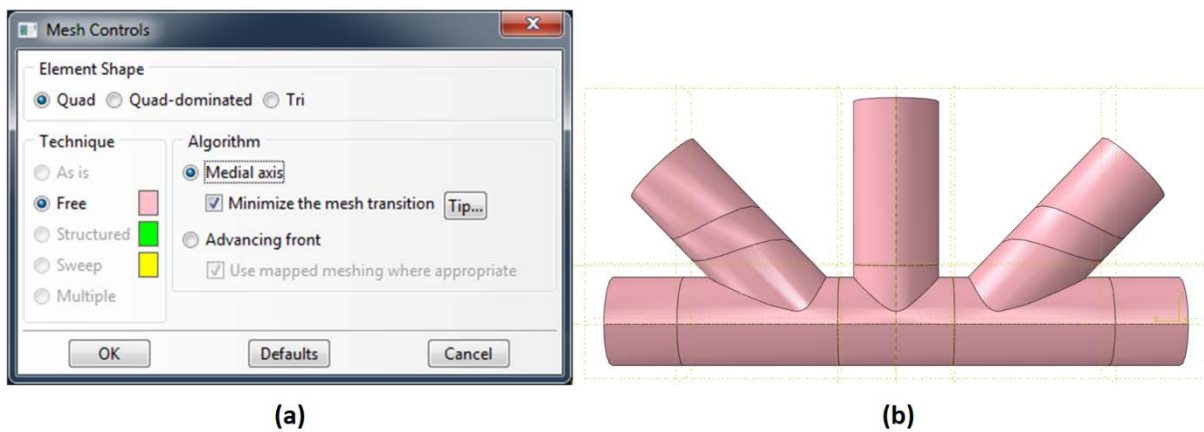 Mesh Controls
Element Shape
Quad Quad-dominated Tri
Technique
As is
Free
Structured
Sweep
Multiple
Algorithm
Medial axis
Minimize the mesh transition Tip...
Advancing front
Use mapped meshing where appropriate
OK Defaults Cancel
(a)
(b)